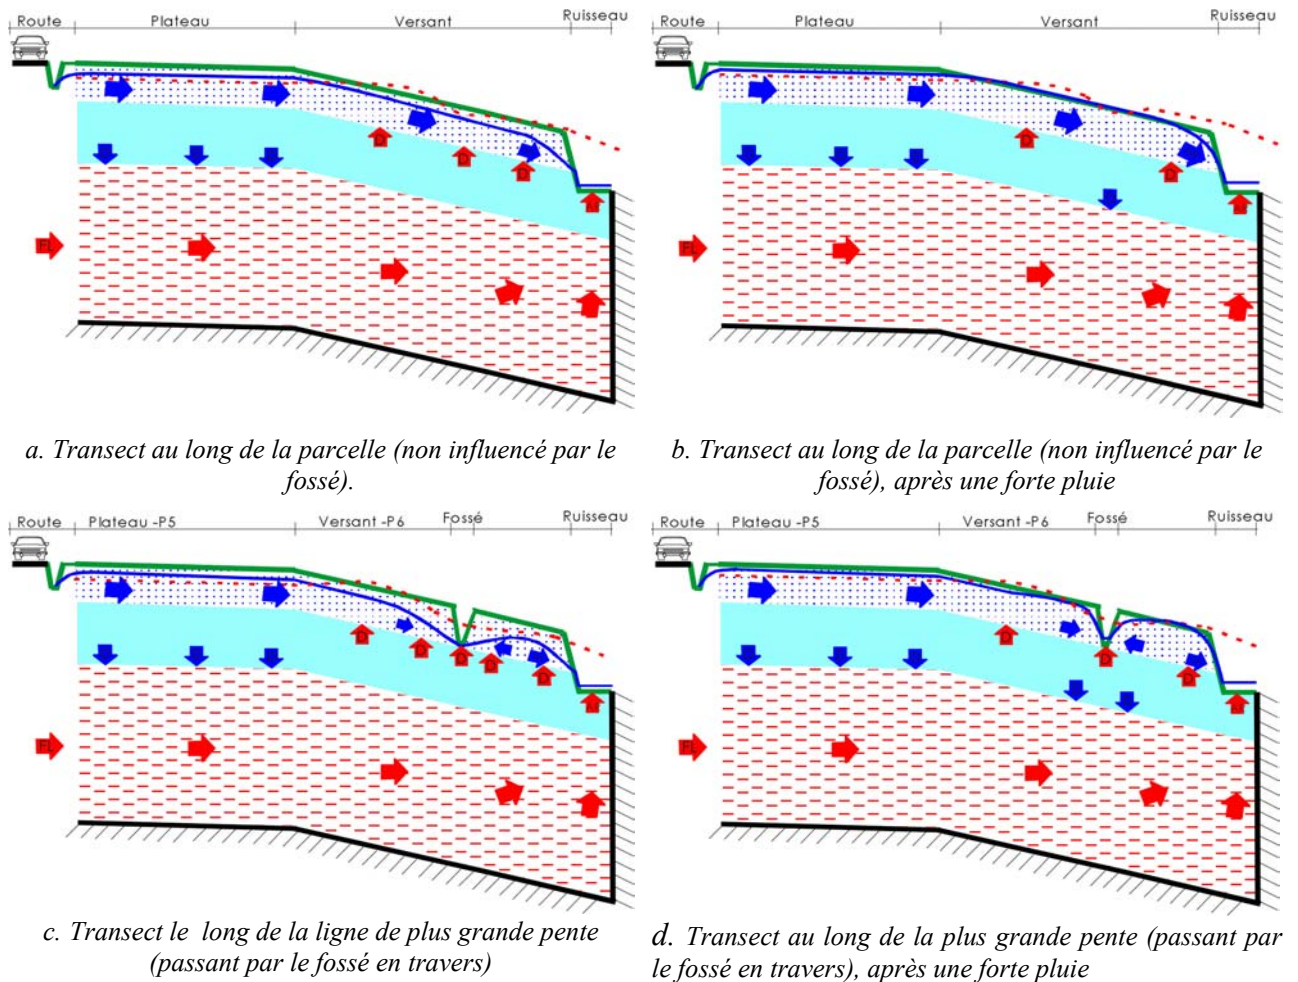 Route Plateau Versant Ruisseau
Route Plateau Versant Ruisseau
D D D
FL
D D
FL
a. Transect au long de la parcelle (non influencé par le
fossé).
b. Transect au long de la parcelle (non influencé par le
fossé), après une forte pluie
Route Plateau -P5 Versant -P6 Fossé Ruisseau
Route Plateau -P5 Versant -P6 Fossé Ruisseau
D D D D D
FL
D D D
FL
c. Transect le long de la ligne de plus grande pente
(passant par le fossé en travers)
d. Transect au long de la plus grande pente (passant par
le fossé en travers), après une forte pluie